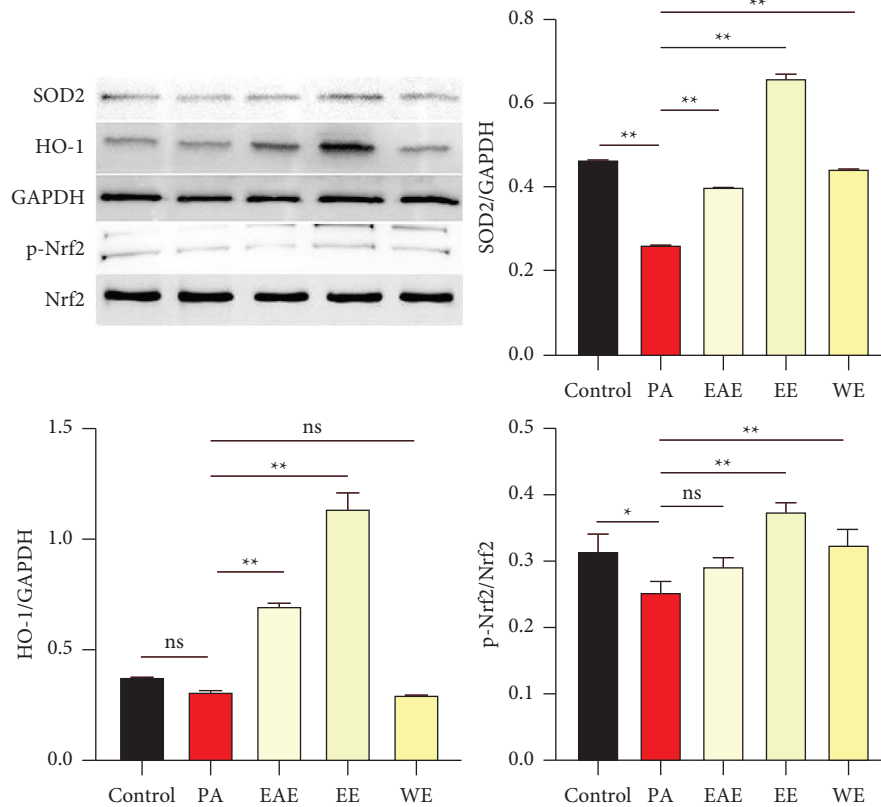 SOD2
HO-1
GAPDH
p-Nrf2
Nrf2
SOD2/GAPDH
0.8
0.6
0.4
0.2
0.0
**
**
**
**
Control PA EAE EE WE
HO-1/GAPDH
1.5
1.0
0.5
0.0
ns
**
**
ns
Control PA EAE EE WE
p-Nrf2/Nrf2
0.5
0.4
0.3
0.2
0.1
0.0
**
**
ns
*
Control PA EAE EE WE